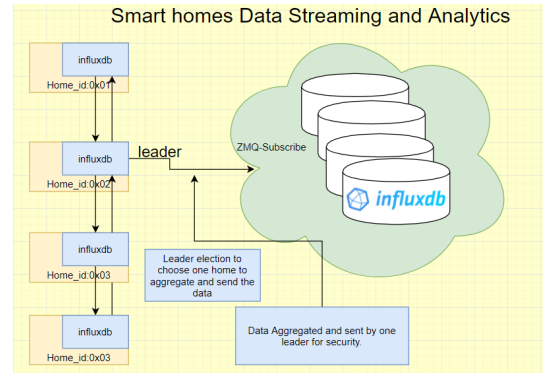 Smart homes Data Streaming and Analytics
influxdb
Home_id:0x01
influxdb
Home_id:0x02
leader
ZMQ-Subscribe
influxdb
influxdb
Home_id:0x03
Leader election to
choose one home to
aggregate and send the
data
influxdb
Home_id:0x03
Data Aggregated and sent by one
leader for security.